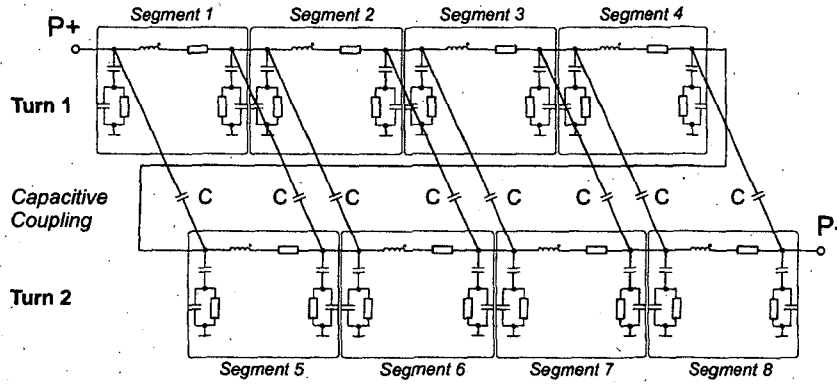 Segment 1 Segment 2 Segment 3 Segment 4
P+
Turn 1
Capacitive C C C C C C C C
Coupling
P-
Turn 2
Segment 5 Segment 6 Segment 7 Segment 8